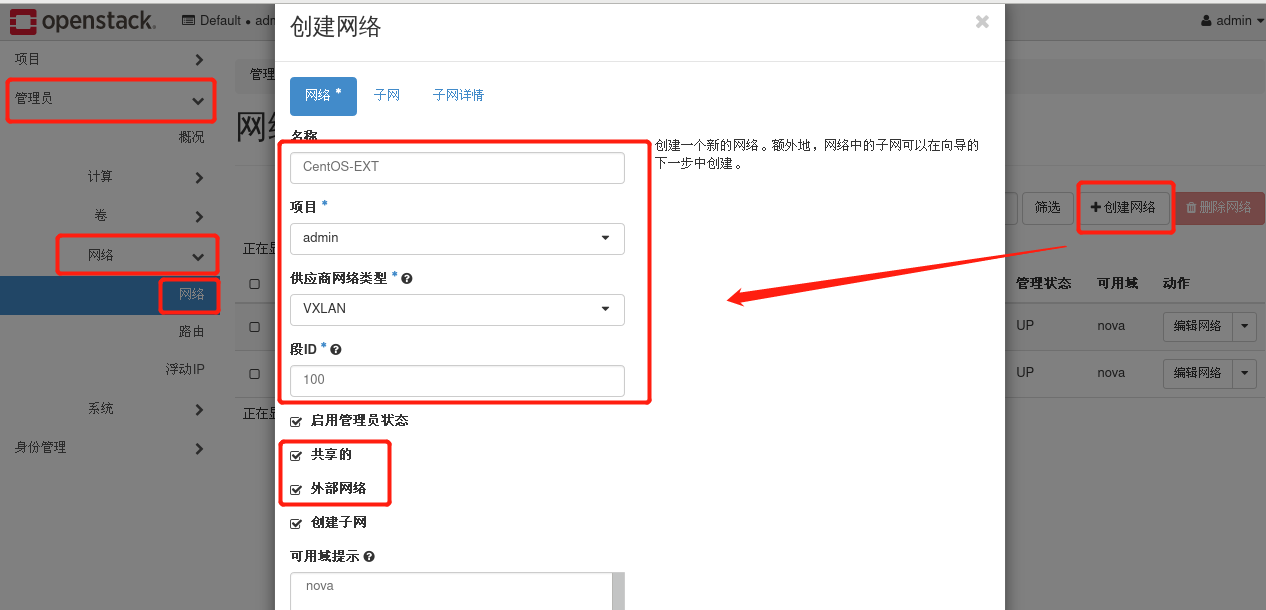 openstack.
Default • adm
admin
项目
管理员
概况
计算
卷
网络
网络
路由
浮动IP
系统
身份管理
管理
网络
筛选
+创建网络
删除网络
正在显
管理状态
可用域
动作
UP
nova
编辑网络
UP
nova
编辑网络
正在显
创建网络
×
网络 *
子网
子网详情
名称
CentOS-EXT
创建一个新的网络。额外地，网络中的子网可以在向导的
下一步中创建。
项目 *
admin
供应商网络类型 * ?
VXLAN
段ID * ?
100
启用管理员状态
共享的
外部网络
创建子网
可用域提示 ?
nova